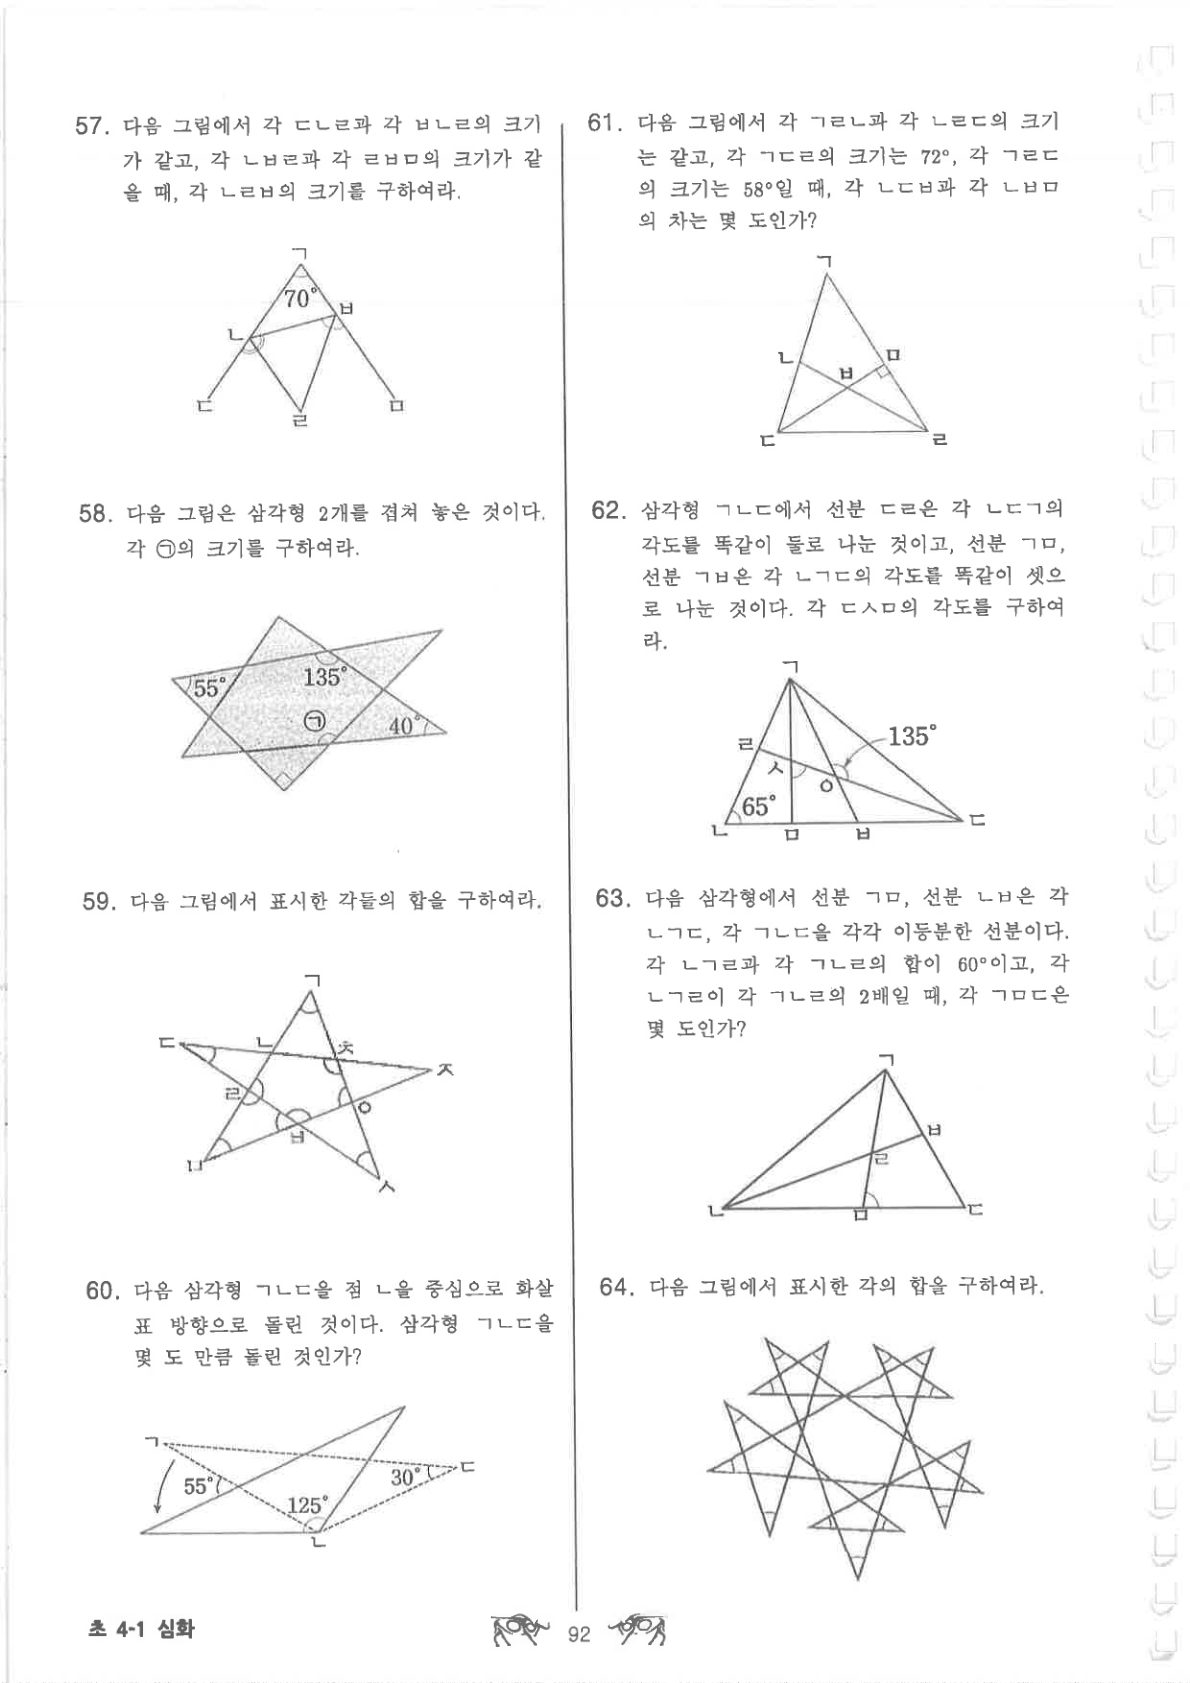 57. 다음 그림에서 각 ㄷㄴㄹ과 각 ㅂㄴㄹ의 크기
가 같고, 각 ㄴㅂㄹ과 각 ㄹㅂㅁ의 크기가 같
을 때, 각 ㄴㄹㅂ의 크기를 구하여라.
ㄱ
70°
ㅂ
ㄴ
ㄷ
ㄹ
ㅁ
58. 다음 그림은 삼각형 2개를 겹쳐 놓은 것이다.
각 ㉠의 크기를 구하여라.
55°
135°
㉠
40°
59. 다음 그림에서 표시한 각들의 합을 구하여라.
ㄱ
ㄷ
ㄴ
ㅊ
ㅈ
ㄹ
ㅇ
ㅂ
ㅁ
ㅅ
60. 다음 삼각형 ㄱㄴㄷ을 점 ㄴ을 중심으로 화살
표 방향으로 돌린 것이다. 삼각형 ㄱㄴㄷ을
몇 도 만큼 돌린 것인가?
ㄱ
ㄷ
55°
30°
125°
ㄴ
61. 다음 그림에서 각 ㄱㄹㄴ과 각 ㄴㄹㄷ의 크기
는 같고, 각 ㄱㄷㄹ의 크기는 72°, 각 ㄱㄹㄷ
의 크기는 58°일 때, 각 ㄴㄷㅂ과 각 ㄴㅂㅁ
의 차는 몇 도인가?
ㄱ
ㄴ
ㅁ
ㅂ
ㄷ
ㄹ
62. 삼각형 ㄱㄴㄷ에서 선분 ㄷㄹ은 각 ㄴㄷㄱ의
각도를 똑같이 둘로 나눈 것이고, 선분 ㄱㅁ,
선분 ㄱㅂ은 각 ㄴㄱㄷ의 각도를 똑같이 셋으
로 나눈 것이다. 각 ㄷㅅㅁ의 각도를 구하여
라.
ㄱ
135°
ㄹ
ㅅ
ㅇ
65°
ㄴ
ㅁ
ㅂ
ㄷ
63. 다음 삼각형에서 선분 ㄱㅁ, 선분 ㄴㅂ은 각
ㄴㄱㄷ, 각 ㄱㄴㄷ을 각각 이등분한 선분이다.
각 ㄴㄱㄹ과 각 ㄱㄴㄹ의 합이 60°이고, 각
ㄴㄱㄹ이 각 ㄱㄴㄹ의 2배일 때, 각 ㄱㅁㄷ은
몇 도인가?
ㄱ
ㅂ
ㄹ
ㄴ
ㅁ
ㄷ
64. 다음 그림에서 표시한 각의 합을 구하여라.
초 4-1 심화
92